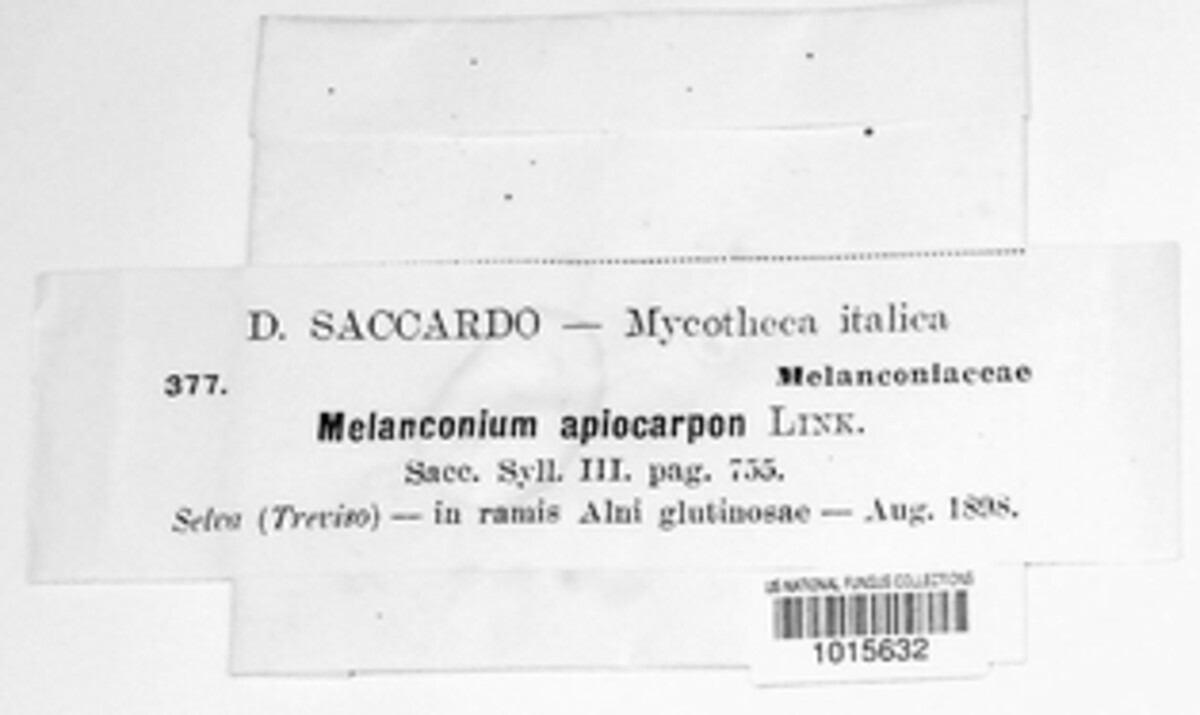 D. SACCARDO — Mycotheca italica
377.
Melanconiaceae
Melanconium apiocarpon LINK.
Sacc. Syll. III. pag. 755.
Selva (Treviso) — in ramis Alni glutinosae — Aug. 1898.
US NATIONAL FUNGUS COLLECTIONS
1015632